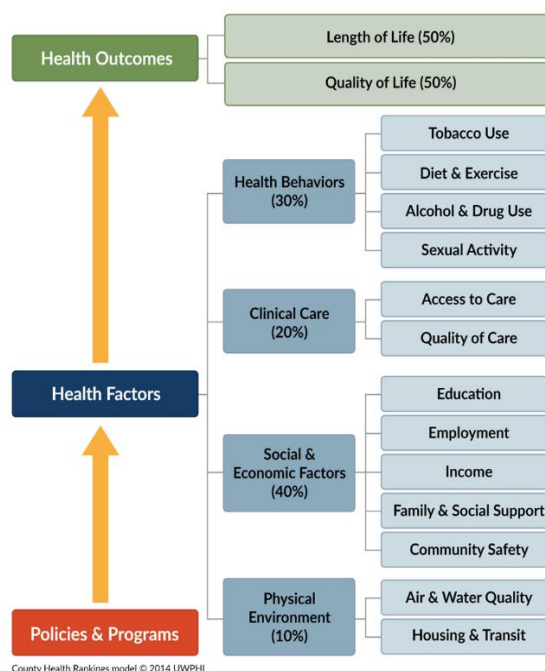 Health Outcomes
Length of Life (50%)
Quality of Life (50%)
Health Factors
Health Behaviors
(30%)
Tobacco Use
Diet & Exercise
Alcohol & Drug Use
Sexual Activity
Clinical Care
(20%)
Access to Care
Quality of Care
Social &
Economic Factors
(40%)
Education
Employment
Income
Family & Social Support
Community Safety
Physical
Environment
(10%)
Air & Water Quality
Housing & Transit
Policies & Programs
County Health Rankings model © 2014 UWPHI